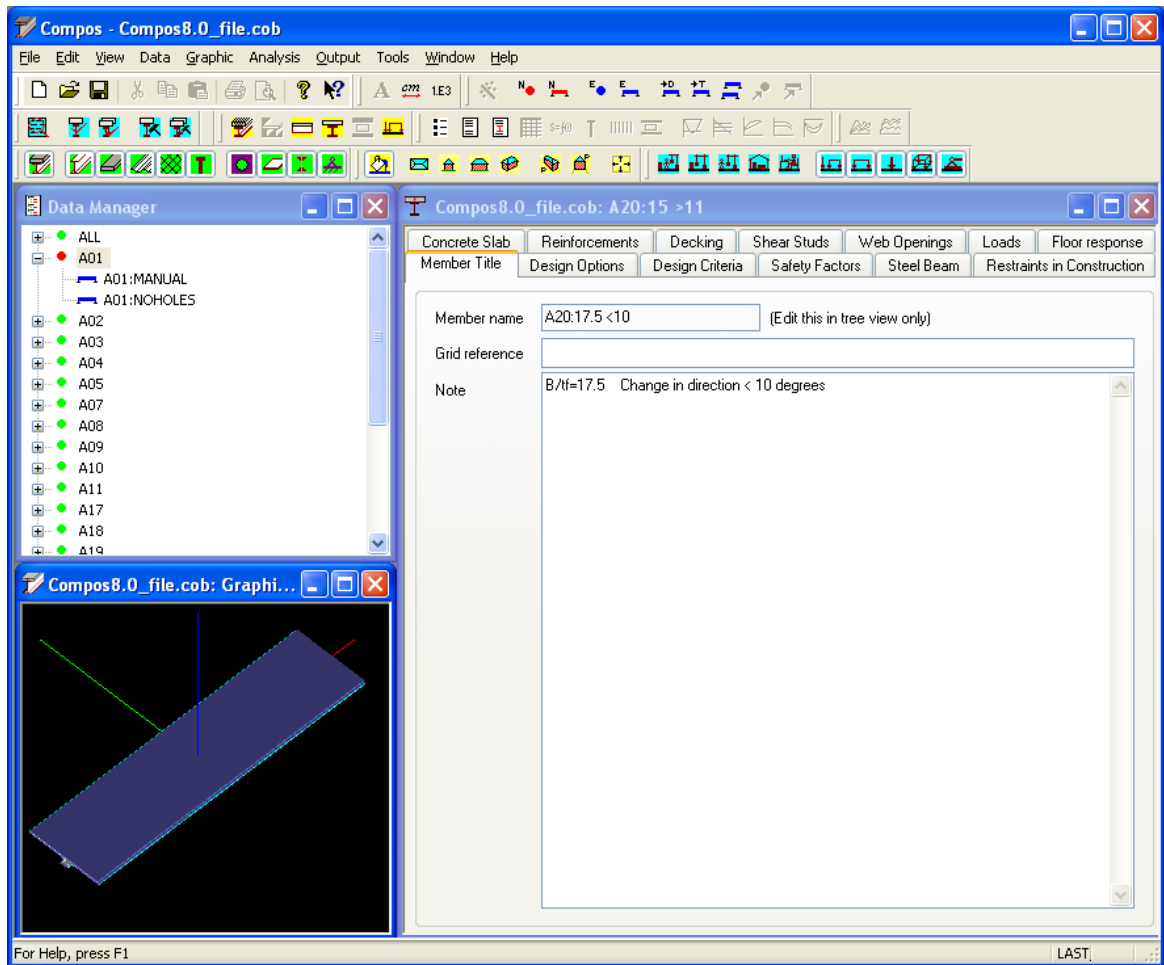 Compos - Compos8.0_file.cob
File Edit View Data Graphic Analysis Output Tools Window Help
A cm 1.E3 N N E E +D +T
S=f0
Data Manager
ALL
A01
A01:MANUAL
A01:NOHOLES
A02
A03
A04
A05
A07
A08
A09
A10
A11
A17
A18
A19
Compos8.0_file.cob: Graphi...
Compos8.0_file.cob: A20:15 >11
Concrete Slab Reinforcements Decking Shear Studs Web Openings Loads Floor response
Member Title Design Options Design Criteria Safety Factors Steel Beam Restraints in Construction
Member name A20:17.5 <10 (Edit this in tree view only)
Grid reference
Note B/tf=17.5 Change in direction < 10 degrees
For Help, press F1
LAST